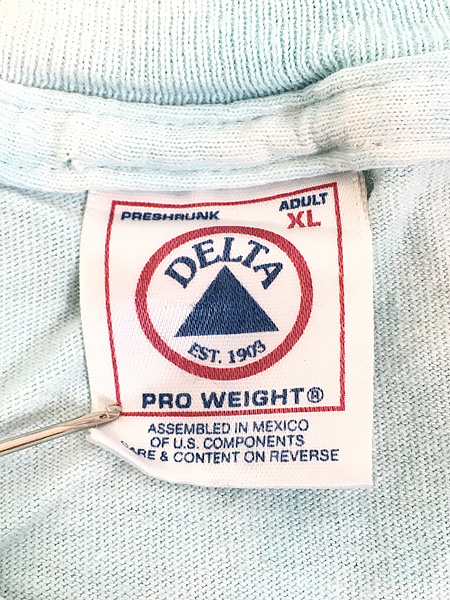 PRESHRUNK
ADULT
XL
DELTA
EST. 1903
PRO WEIGHT®
ASSEMBLED IN MEXICO
OF U.S. COMPONENTS
CARE & CONTENT ON REVERSE